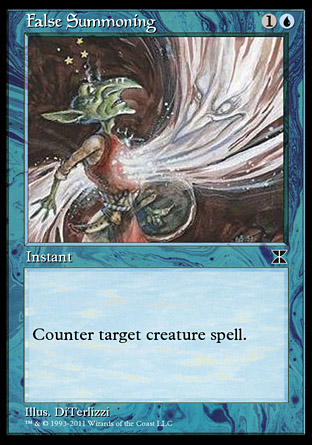 False Summoning 1
Instant
Counter target creature spell.
Illus. DiTerlizzi
™ & © 1993-2011 Wizards of the Coast LLC